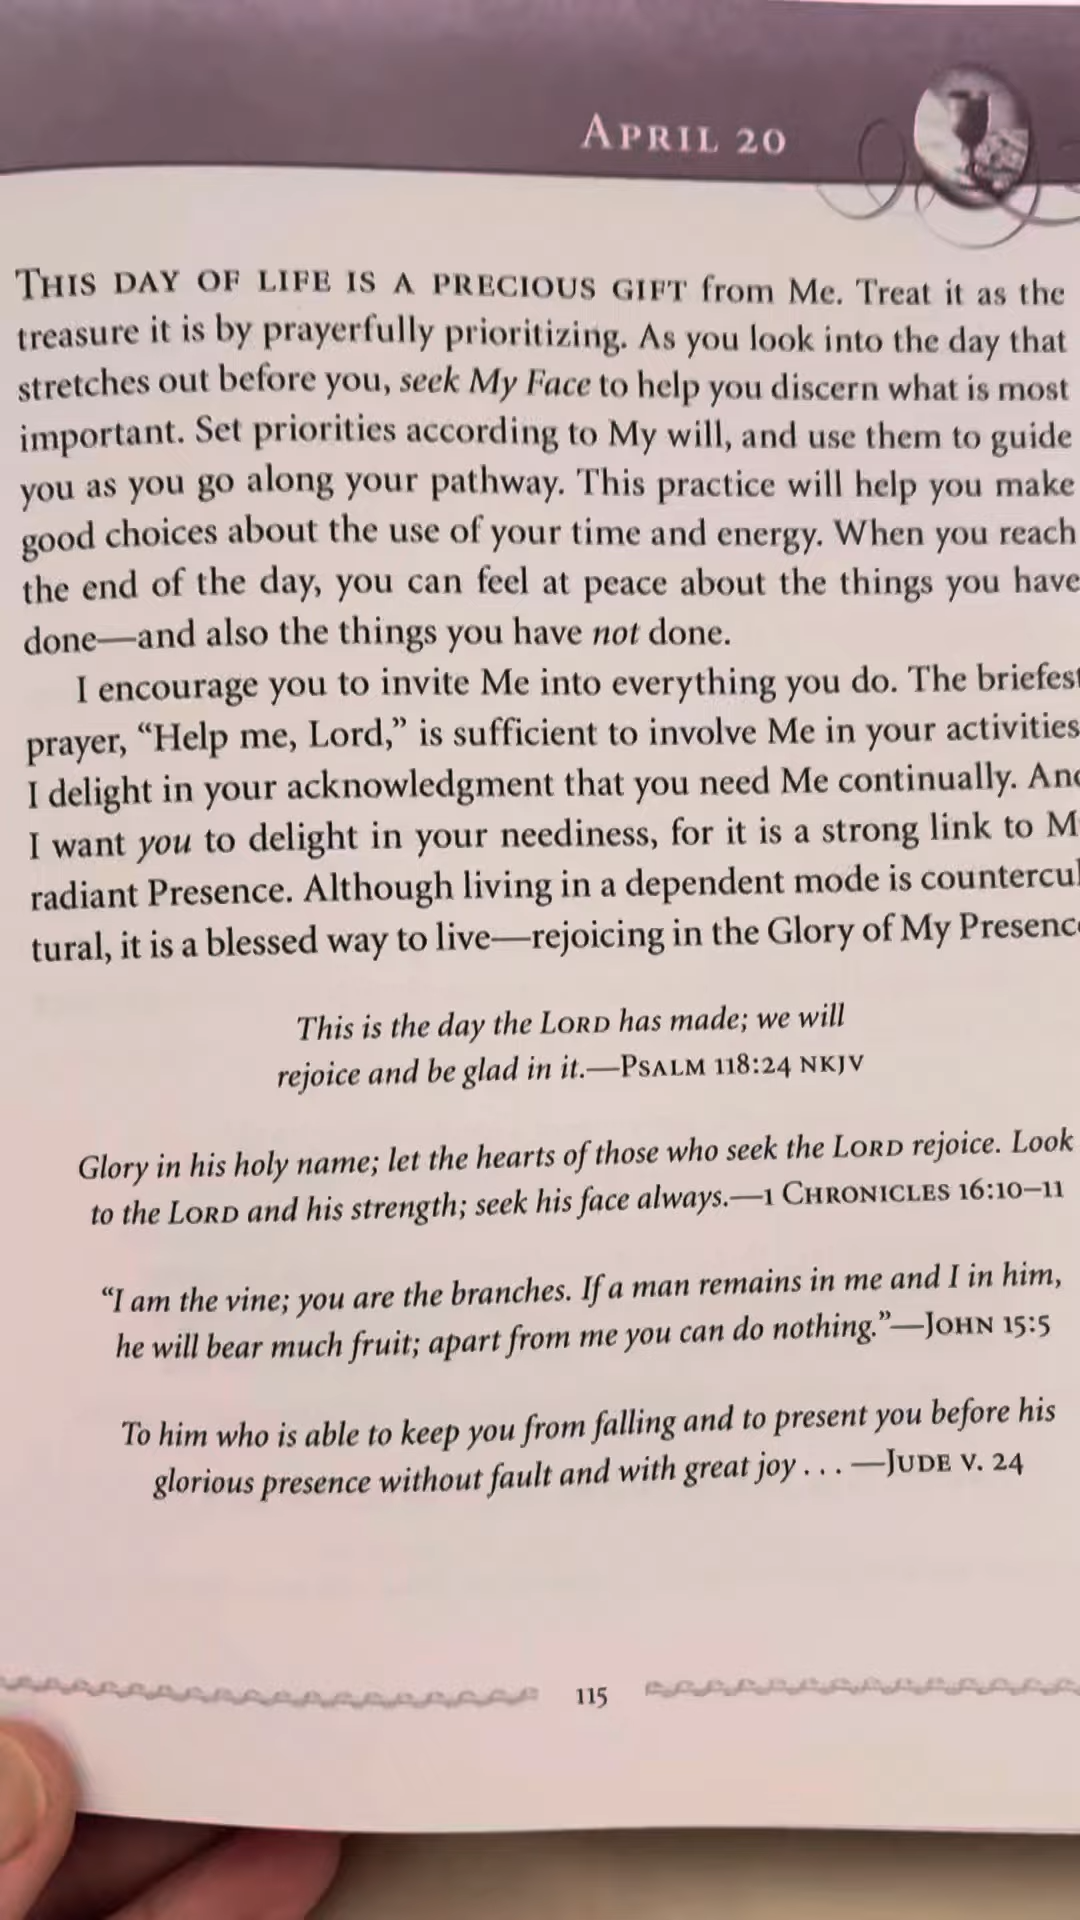 APRIL 20
THIS DAY OF LIFE IS A PRECIOUS GIFT from Me. Treat it as the
treasure it is by prayerfully prioritizing. As you look into the day that
stretches out before you, seek My Face to help you discern what is most
important. Set priorities according to My will, and use them to guide
you as you go along your pathway. This practice will help you make
good choices about the use of your time and energy. When you reach
the end of the day, you can feel at peace about the things you have
done—and also the things you have not done.
I encourage you to invite Me into everything you do. The briefest
prayer, “Help me, Lord,” is sufficient to involve Me in your activities
I delight in your acknowledgment that you need Me continually. And
I want you to delight in your neediness, for it is a strong link to M
radiant Presence. Although living in a dependent mode is countercul
tural, it is a blessed way to live—rejoicing in the Glory of My Presence
This is the day the LORD has made; we will
rejoice and be glad in it.—PSALM 118:24 NKJV
Glory in his holy name; let the hearts of those who seek the LORD rejoice. Look
to the LORD and his strength; seek his face always.—1 CHRONICLES 16:10–11
“I am the vine; you are the branches. If a man remains in me and I in him,
he will bear much fruit; apart from me you can do nothing.”—JOHN 15:5
To him who is able to keep you from falling and to present you before his
glorious presence without fault and with great joy . . . —JUDE V. 24
115